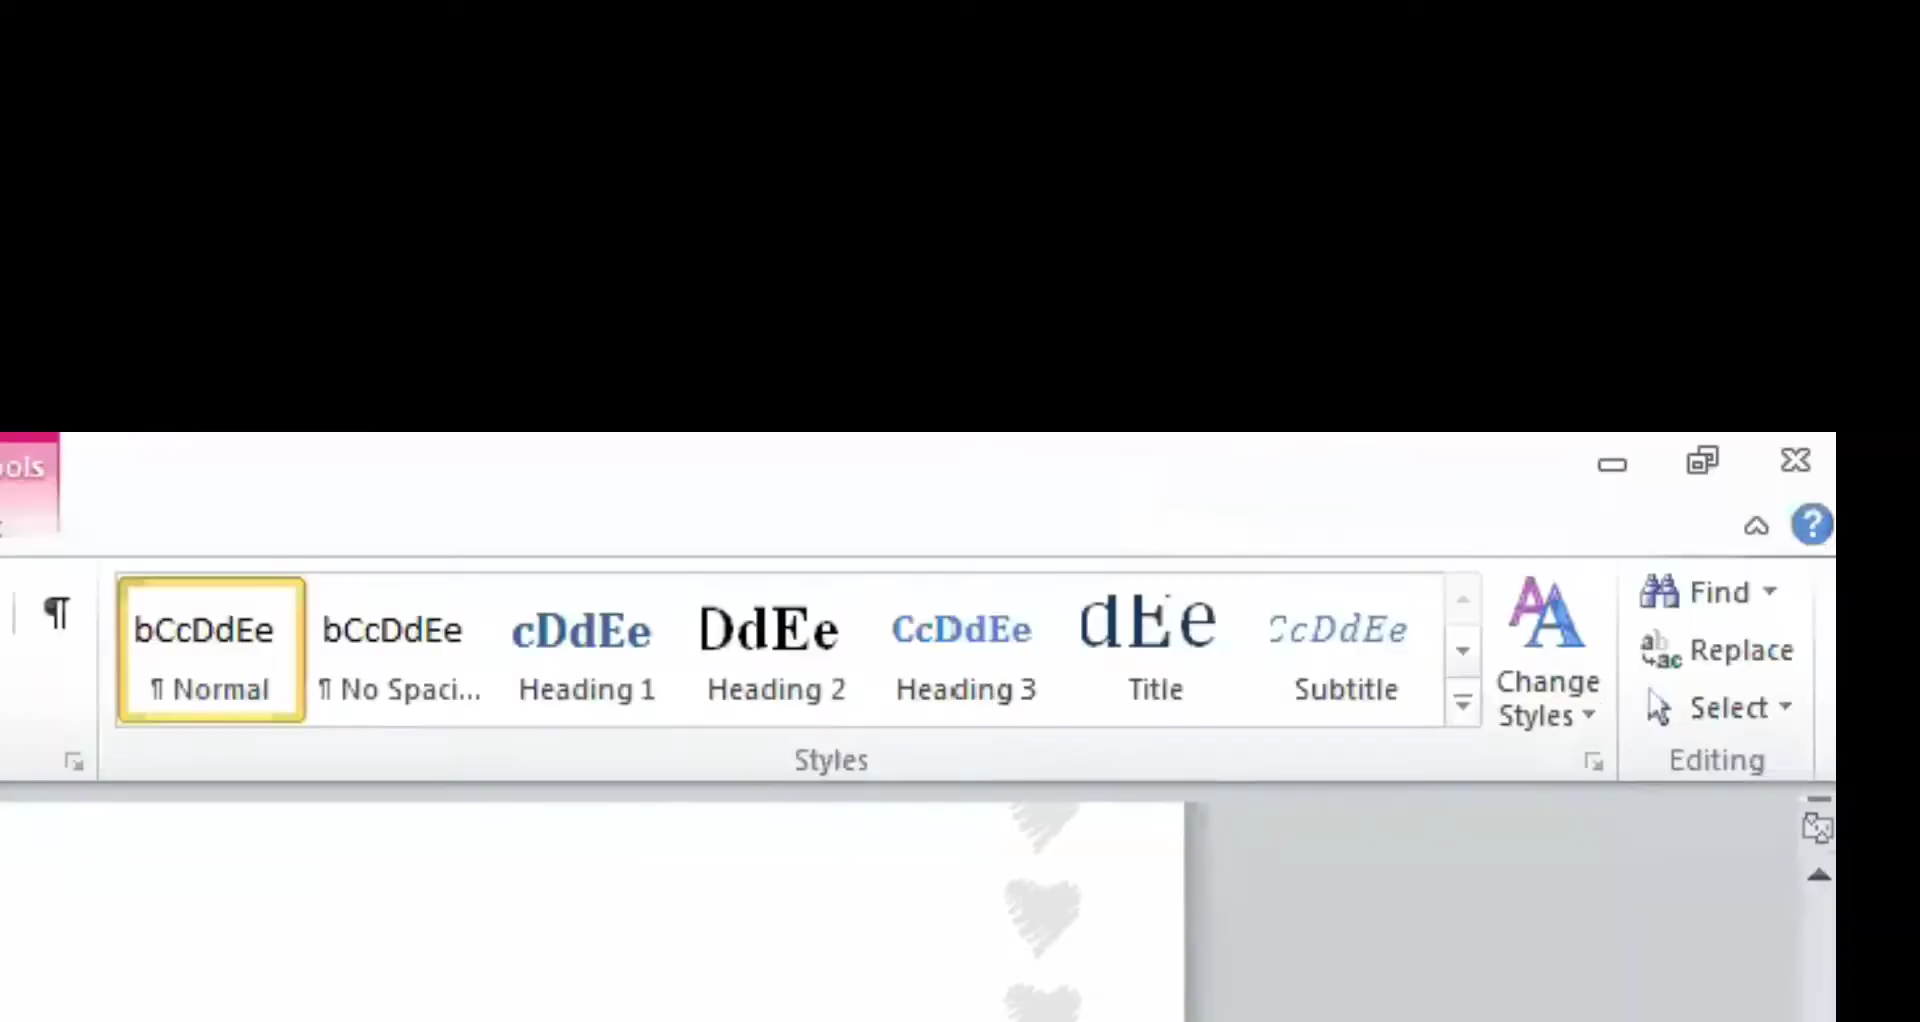 ols
¶
bCcDdEe bCcDdEe cDdEe DdEe CcDdEe dEe CcDdEe
¶ Normal ¶ No Spaci... Heading 1 Heading 2 Heading 3 Title Subtitle
Change
Styles
Styles
Find
Replace
Select
Editing